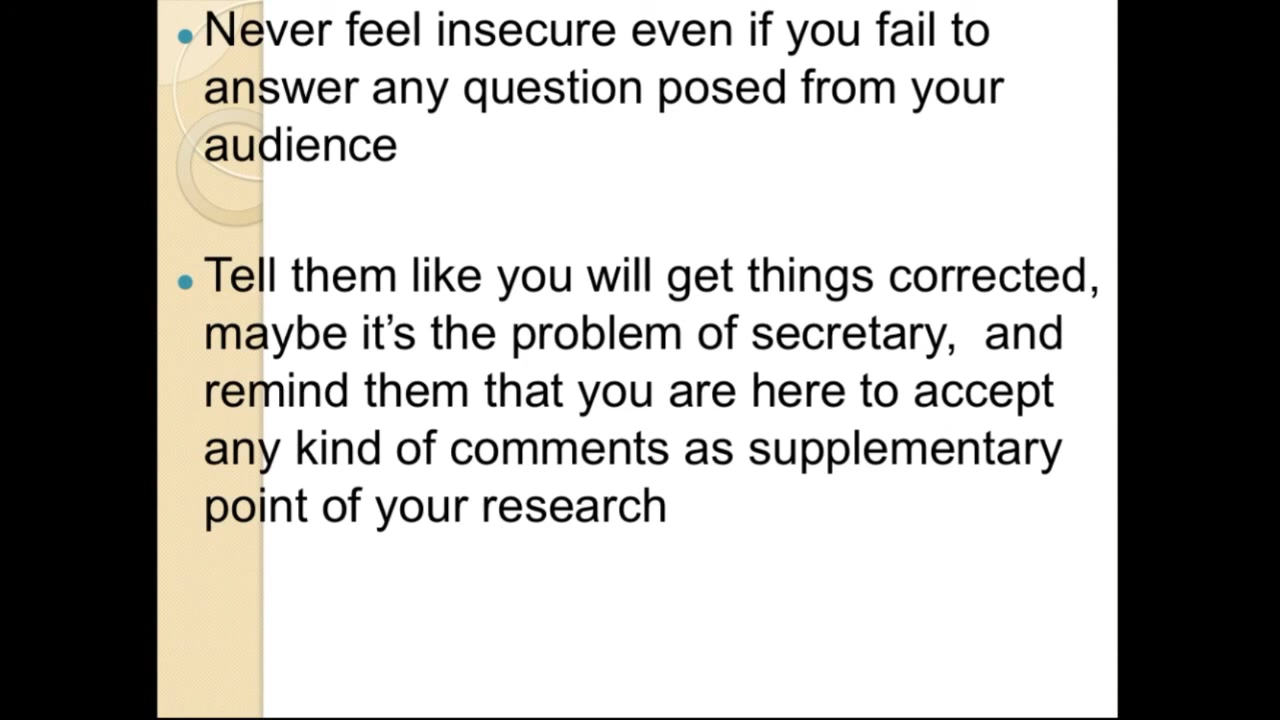 Never feel insecure even if you fail to
answer any question posed from your
audience
Tell them like you will get things corrected,
maybe it’s the problem of secretary,  and
remind them that you are here to accept
any kind of comments as supplementary
point of your research